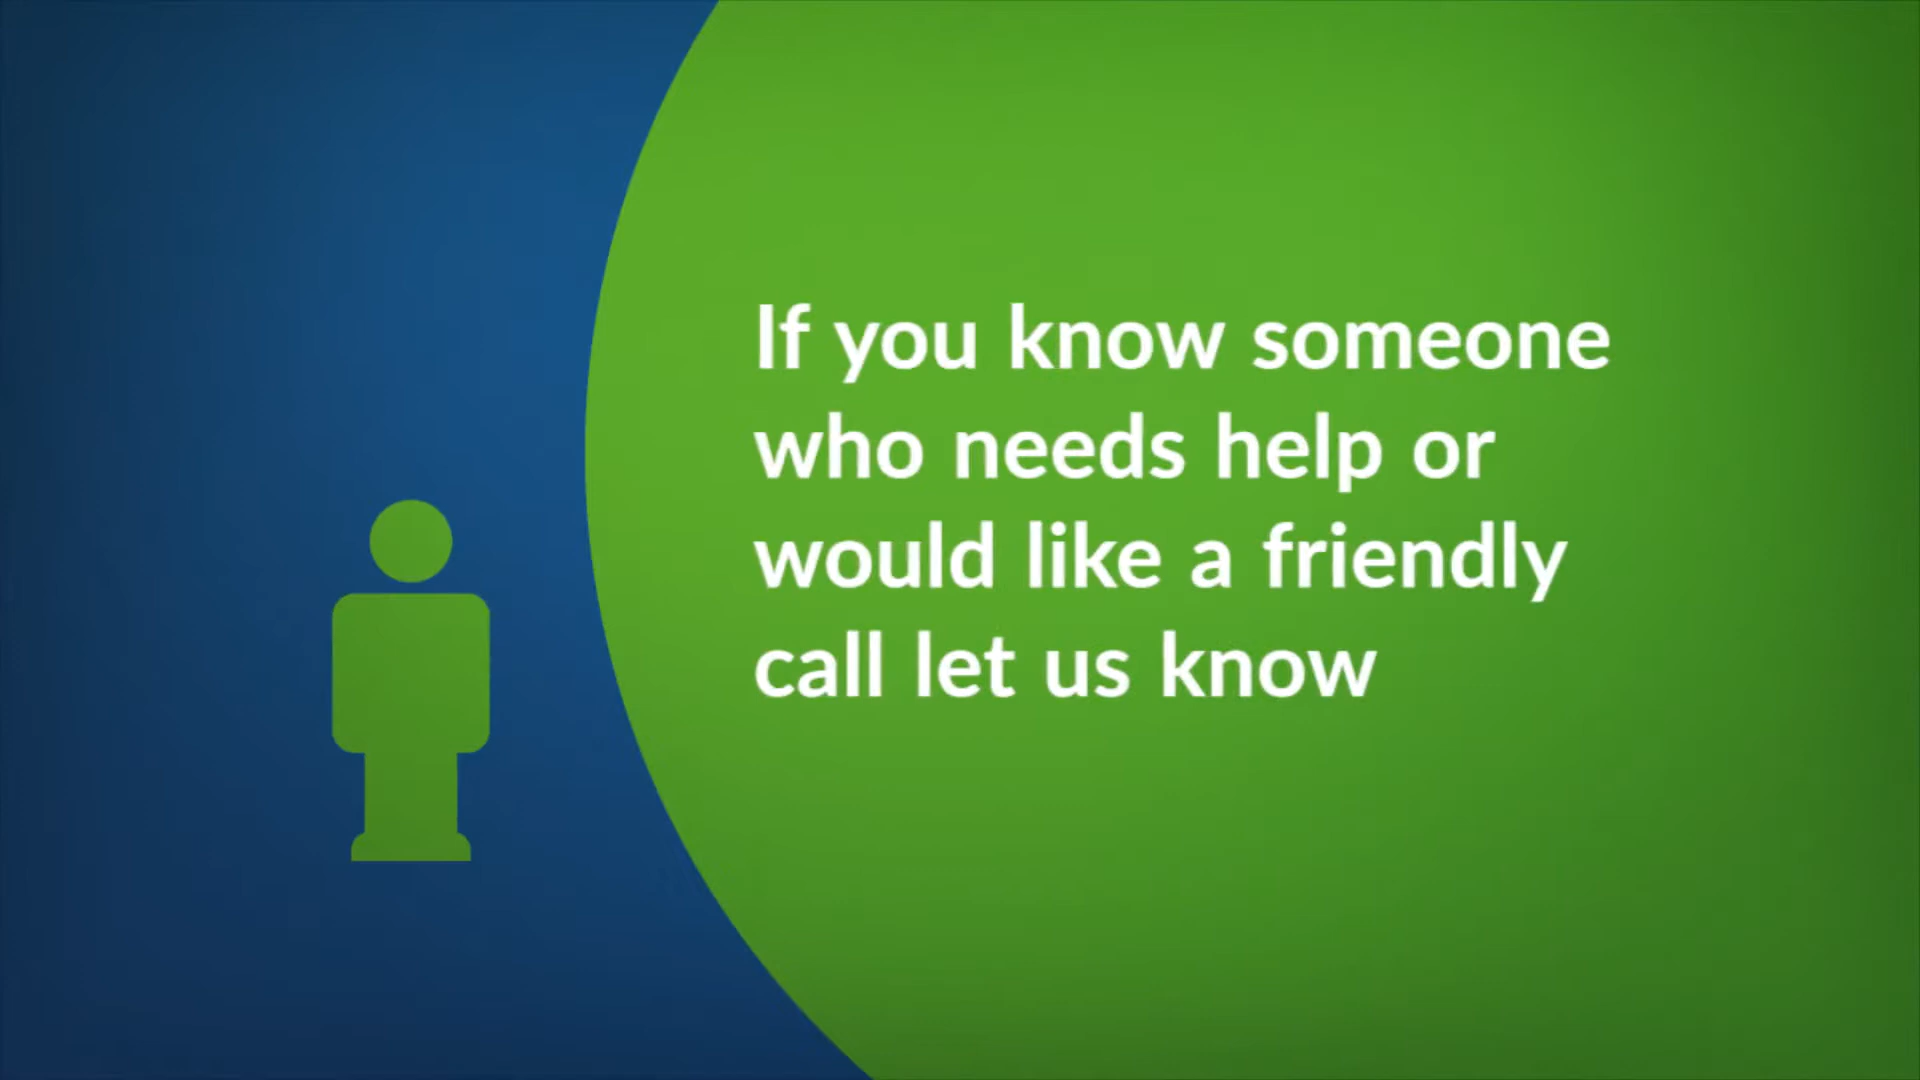 If you know someone
who needs help or
would like a friendly
call let us know